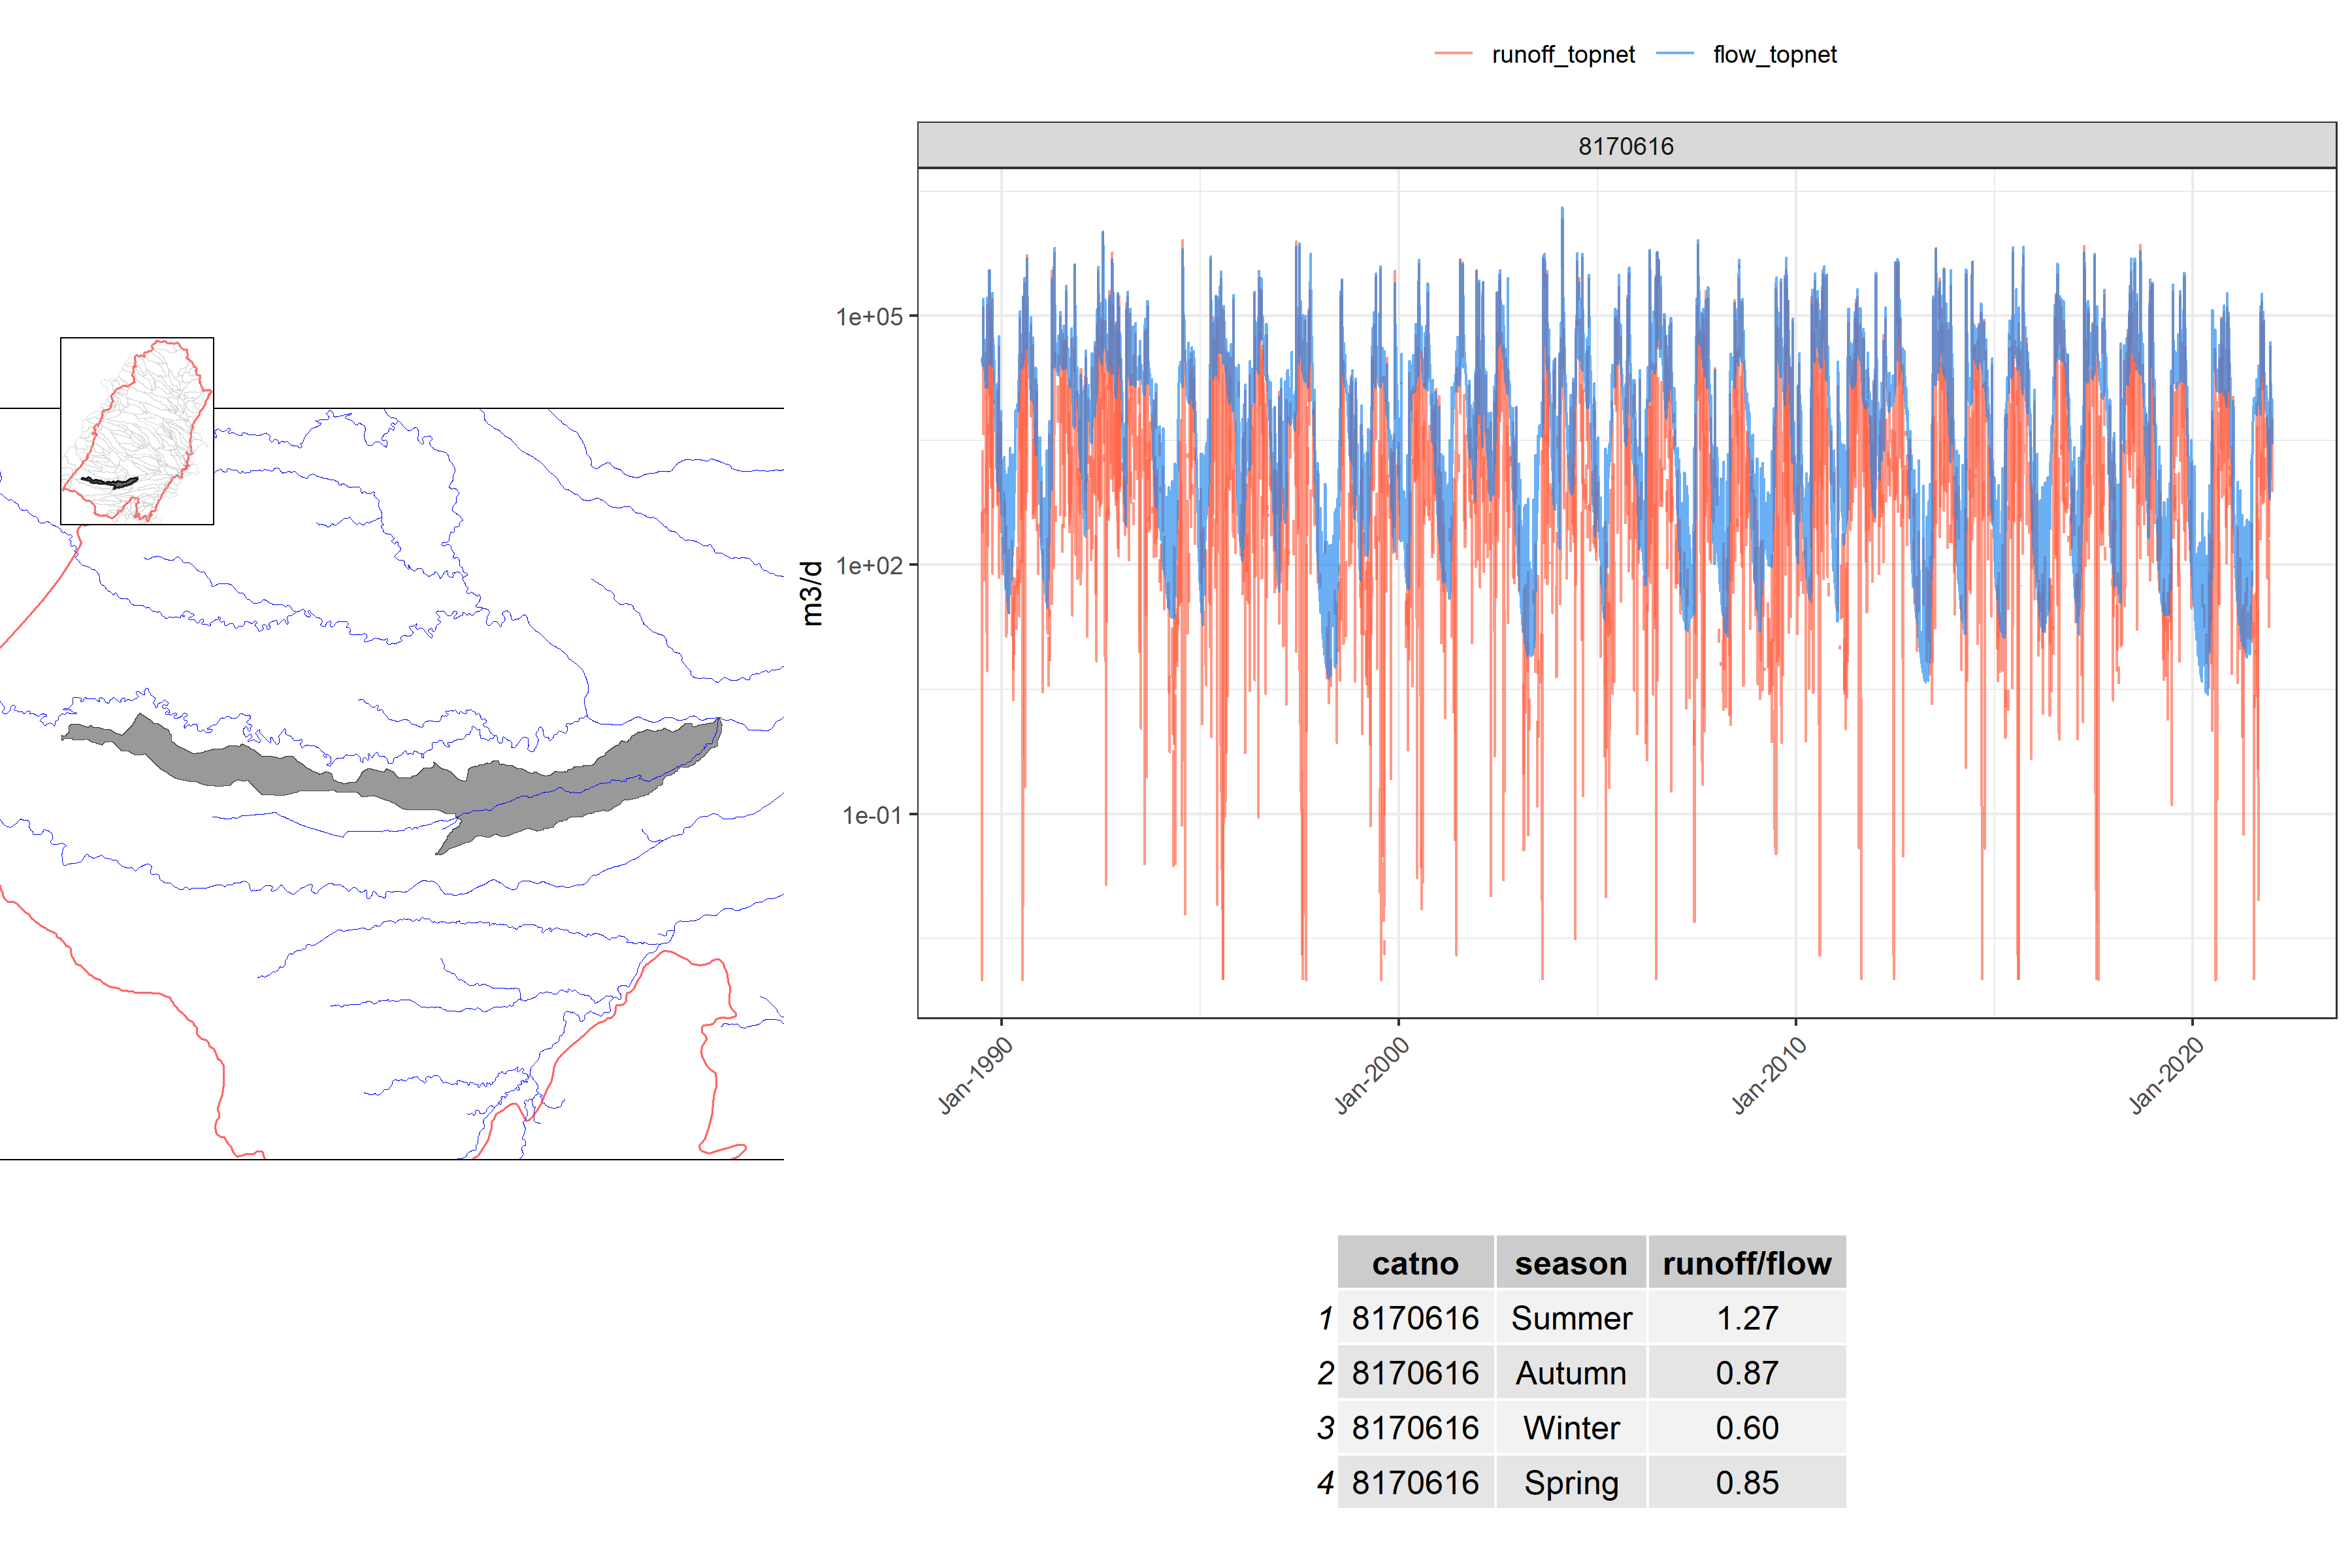 runoff_topnet flow_topnet
8170616
m3/d
1e+05
1e+02
1e-01
Jan-1990 Jan-2000 Jan-2010 Jan-2020
catno season runoff/flow
1 8170616 Summer 1.27
2 8170616 Autumn 0.87
3 8170616 Winter 0.60
4 8170616 Spring 0.85